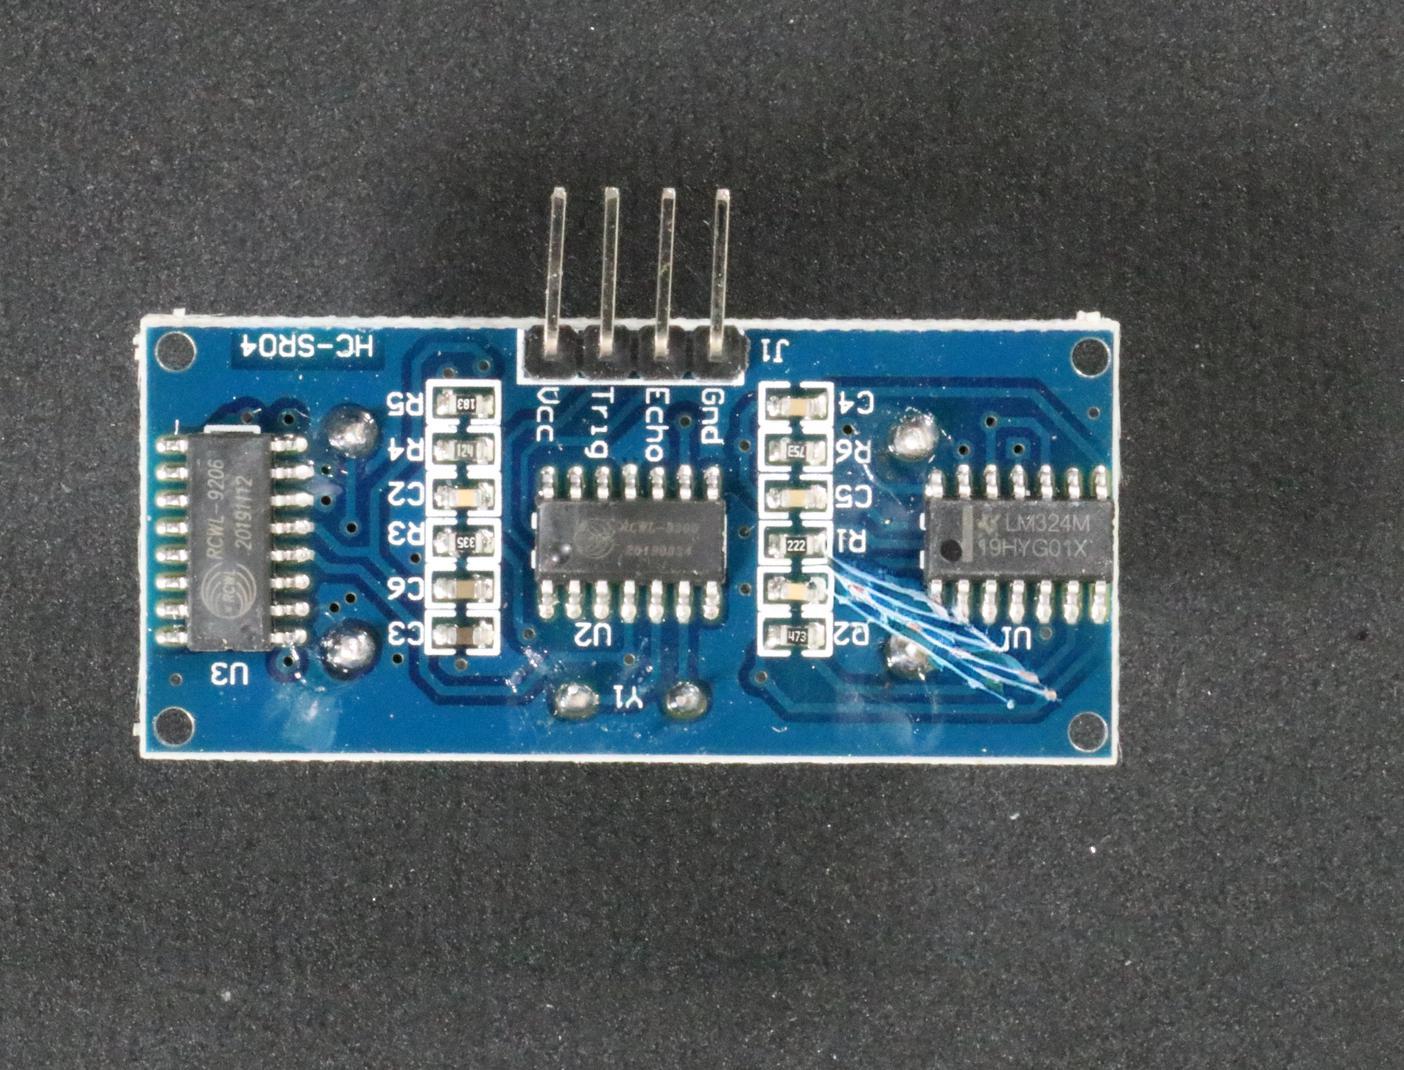 HC-SR04
J1
Vcc
Trig
Echo
Gnd
R5
183
R4
124
C2
R3
335
C6
C3
C4
R6
753
C5
R1
222
R2
473
RCWL-9206
2019N12
U3
U2
Y1
LM324M
19HYG01X
U1